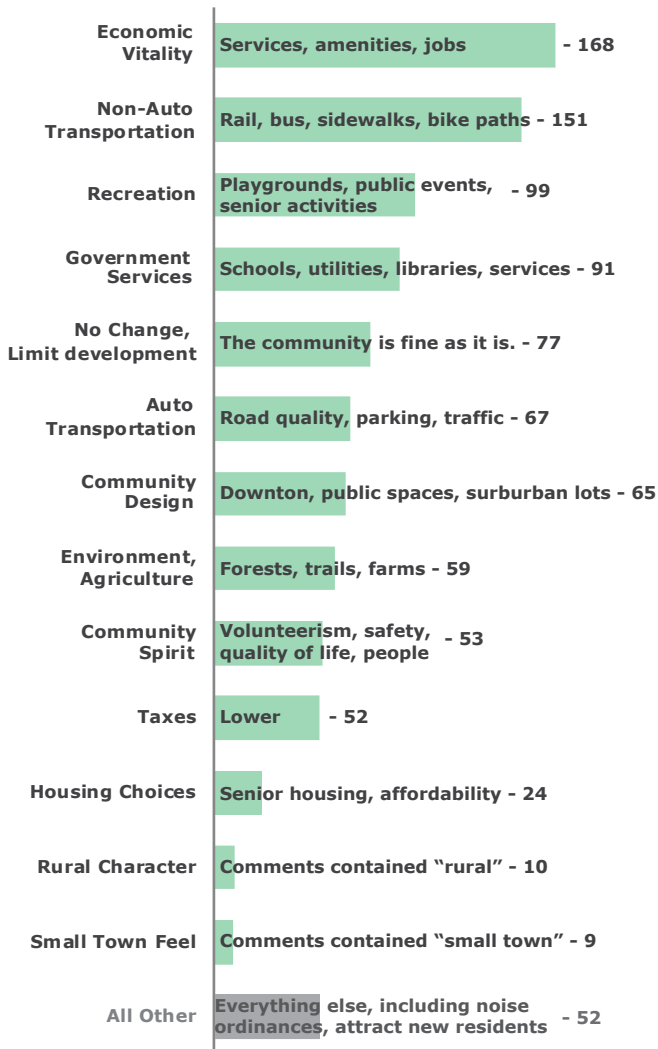 Economic
Vitality
Services, amenities, jobs - 168
Non-Auto
Transportation
Rail, bus, sidewalks, bike paths - 151
Recreation
Playgrounds, public events,
senior activities
- 99
Government
Services
Schools, utilities, libraries, services - 91
No Change,
Limit development
The community is fine as it is. - 77
Auto
Transportation
Road quality, parking, traffic - 67
Community
Design
Downton, public spaces, surburban lots - 65
Environment,
Agriculture
Forests, trails, farms - 59
Community
Spirit
Volunteerism, safety,
quality of life, people
- 53
Taxes
Lower - 52
Housing Choices
Senior housing, affordability - 24
Rural Character
Comments contained “rural” - 10
Small Town Feel
Comments contained “small town” - 9
All Other
Everything else, including noise
ordinances, attract new residents
- 52